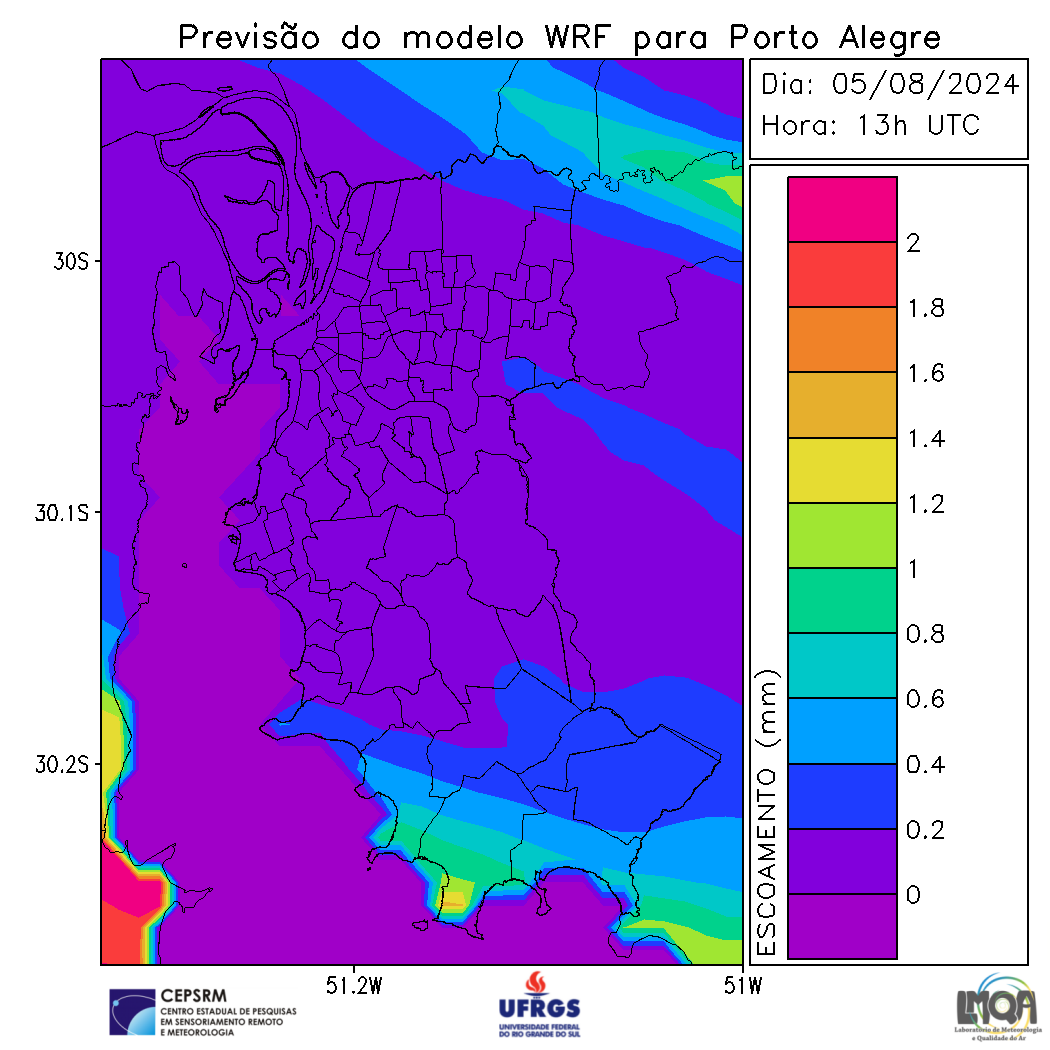 Previsão do modelo WRF para Porto Alegre
Dia: 05/08/2024
Hora: 13h UTC
30S
30.1S
30.2S
51.2W
51W
ESCOAMENTO (mm)
2
1.8
1.6
1.4
1.2
1
0.8
0.6
0.4
0.2
0
CEPSRM
CENTRO ESTADUAL DE PESQUISAS
EM SENSORIAMENTO REMOTO
E METEOROLOGIA
UFRGS
UNIVERSIDADE FEDERAL
DO RIO GRANDE DO SUL
LMQA
Laboratório de Meteorologia
e Qualidade do Ar